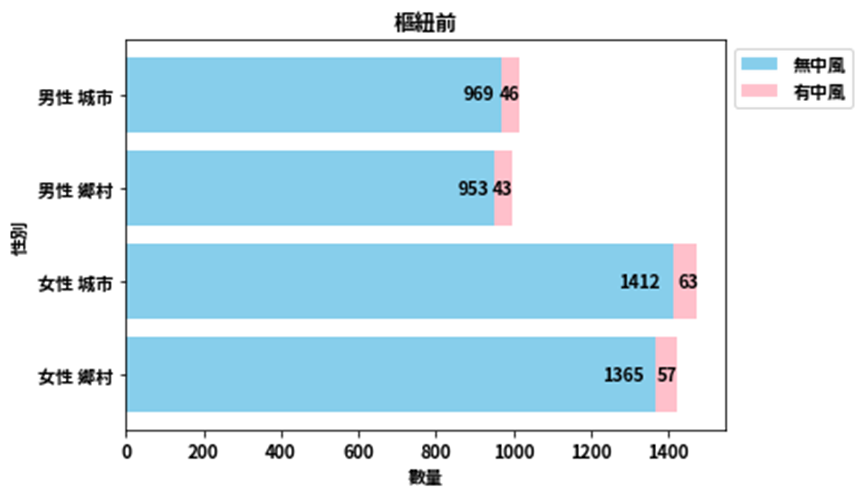 樞紐前
無中風
有中風
男性 城市
969 46
男性 鄉村
953 43
女性 城市
1412 63
女性 鄉村
1365 57
性別
0 200 400 600 800 1000 1200 1400
數量